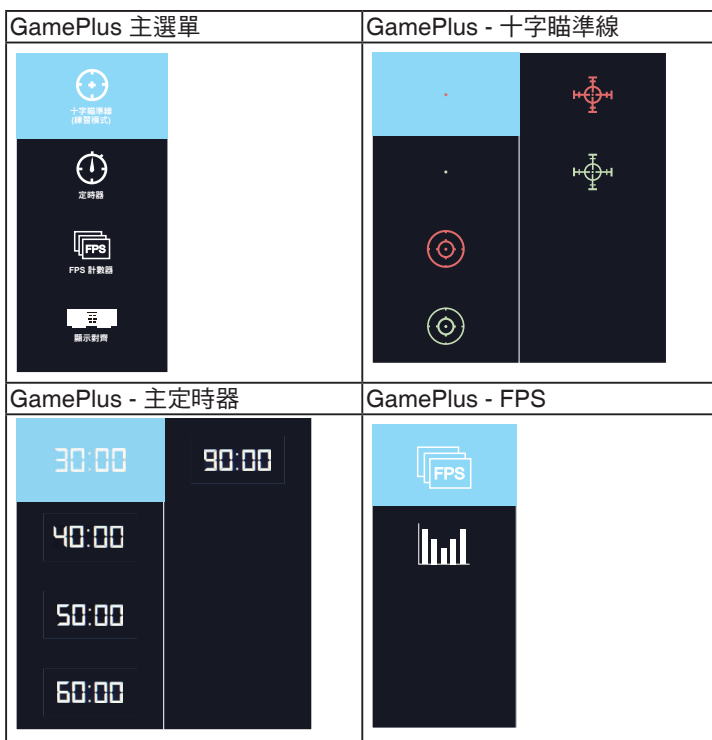 GamePlus 主選單
GamePlus - 十字瞄準線
十字瞄準線
(練習模式)
定時器
FPS
FPS 計數器
顯示對齊
GamePlus - 主定時器
GamePlus - FPS
30:00
90:00
40:00
50:00
60:00
FPS